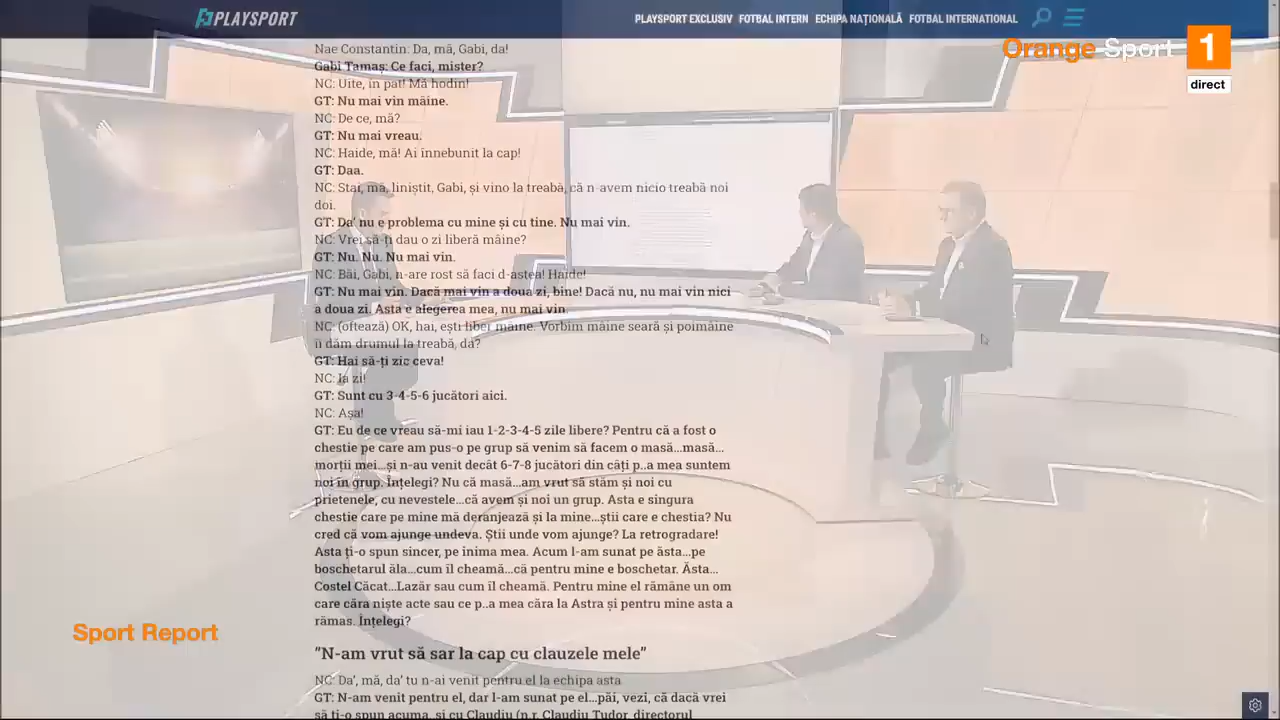 PLAYSPORT
PLAYSPORT EXCLUSIV FOTBAL INTERN ECHIPA NAȚIONALĂ FOTBAL INTERNATIONAL
Orange Sport 1
direct
Nae Constantin: Da, mă, Gabi, da!
Gabi Tamaș: Ce faci, mister?
NC: Uite, în pat! Mă hodin!
GT: Nu mai vin mâine.
NC: De ce, mă?
GT: Nu mai vreau.
NC: Haide, mă! Ai înnebunit la cap!
GT: Daa.
NC: Stai, mă, liniștit, Gabi, și vino la treabă, că n-avem nicio treabă noi
doi.
GT: Da' nu e problema cu mine și cu tine. Nu mai vin.
NC: Vrei să-ți dau o zi liberă mâine?
GT: Nu. Nu. Nu mai vin.
NC: Băi, Gabi, n-are rost să faci d-astea! Haide!
GT: Nu mai vin. Dacă mai vin a doua zi, bine! Dacă nu, nu mai vin nici
a doua zi. Asta e alegerea mea, nu mai vin.
NC: (oftează) OK, hai, ești liber mâine. Vorbim mâine seară și poimâine
îi dăm drumul la treabă, da?
GT: Hai să-ți zic ceva!
NC: Ia zi!
GT: Sunt cu 3-4-5-6 jucători aici.
NC: Așa!
GT: Eu de ce vreau să-mi iau 1-2-3-4-5 zile libere? Pentru că a fost o
chestie pe care am pus-o pe grup să venim să facem o masă...masă...
morții mei...și n-au venit decât 6-7-8 jucători din câți p..a mea suntem
noi în grup. Înțelegi? Nu că masă...am vrut să stăm și noi cu
prietenele, cu nevestele...că avem și noi un grup. Asta e singura
chestie care pe mine mă deranjează și la mine...știi care e chestia? Nu
cred că vom ajunge undeva. Știi unde vom ajunge? La retrogradare!
Asta ți-o spun sincer, pe inima mea. Acum l-am sunat pe ăsta...pe
boschetarul ăla...cum îl cheamă...că pentru mine e boschetar. Ăsta...
Costel Căcat...Lazăr sau cum îl cheamă. Pentru mine el rămâne un om
care căra niște acte sau ce p..a mea căra la Astra și pentru mine asta a
rămas. Înțelegi?
Sport Report
”N-am vrut să sar la cap cu clauzele mele”
NC: Da', mă, da' tu n-ai venit pentru el la echipa asta
GT: N-am venit pentru el, dar l-am sunat pe el...păi, vezi, că dacă vrei
să ți-o spun acuma, și cu Claudiu (n.r. Claudiu Tudor, directorul